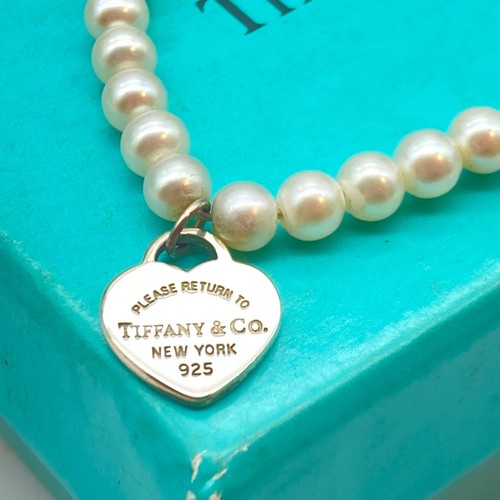 PLEASE RETURN TO
TIFFANY & CO.
NEW YORK
925